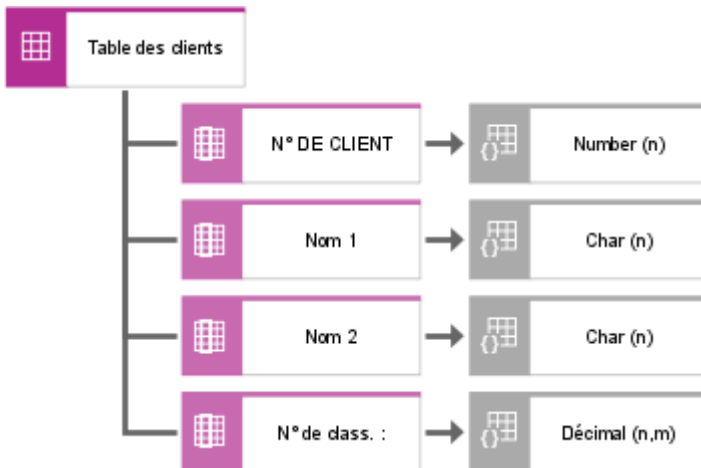 Table des clients
N° DE CLIENT
Number (n)
Nom 1
Char (n)
Nom 2
Char (n)
N° de class. :
Décimal (n,m)